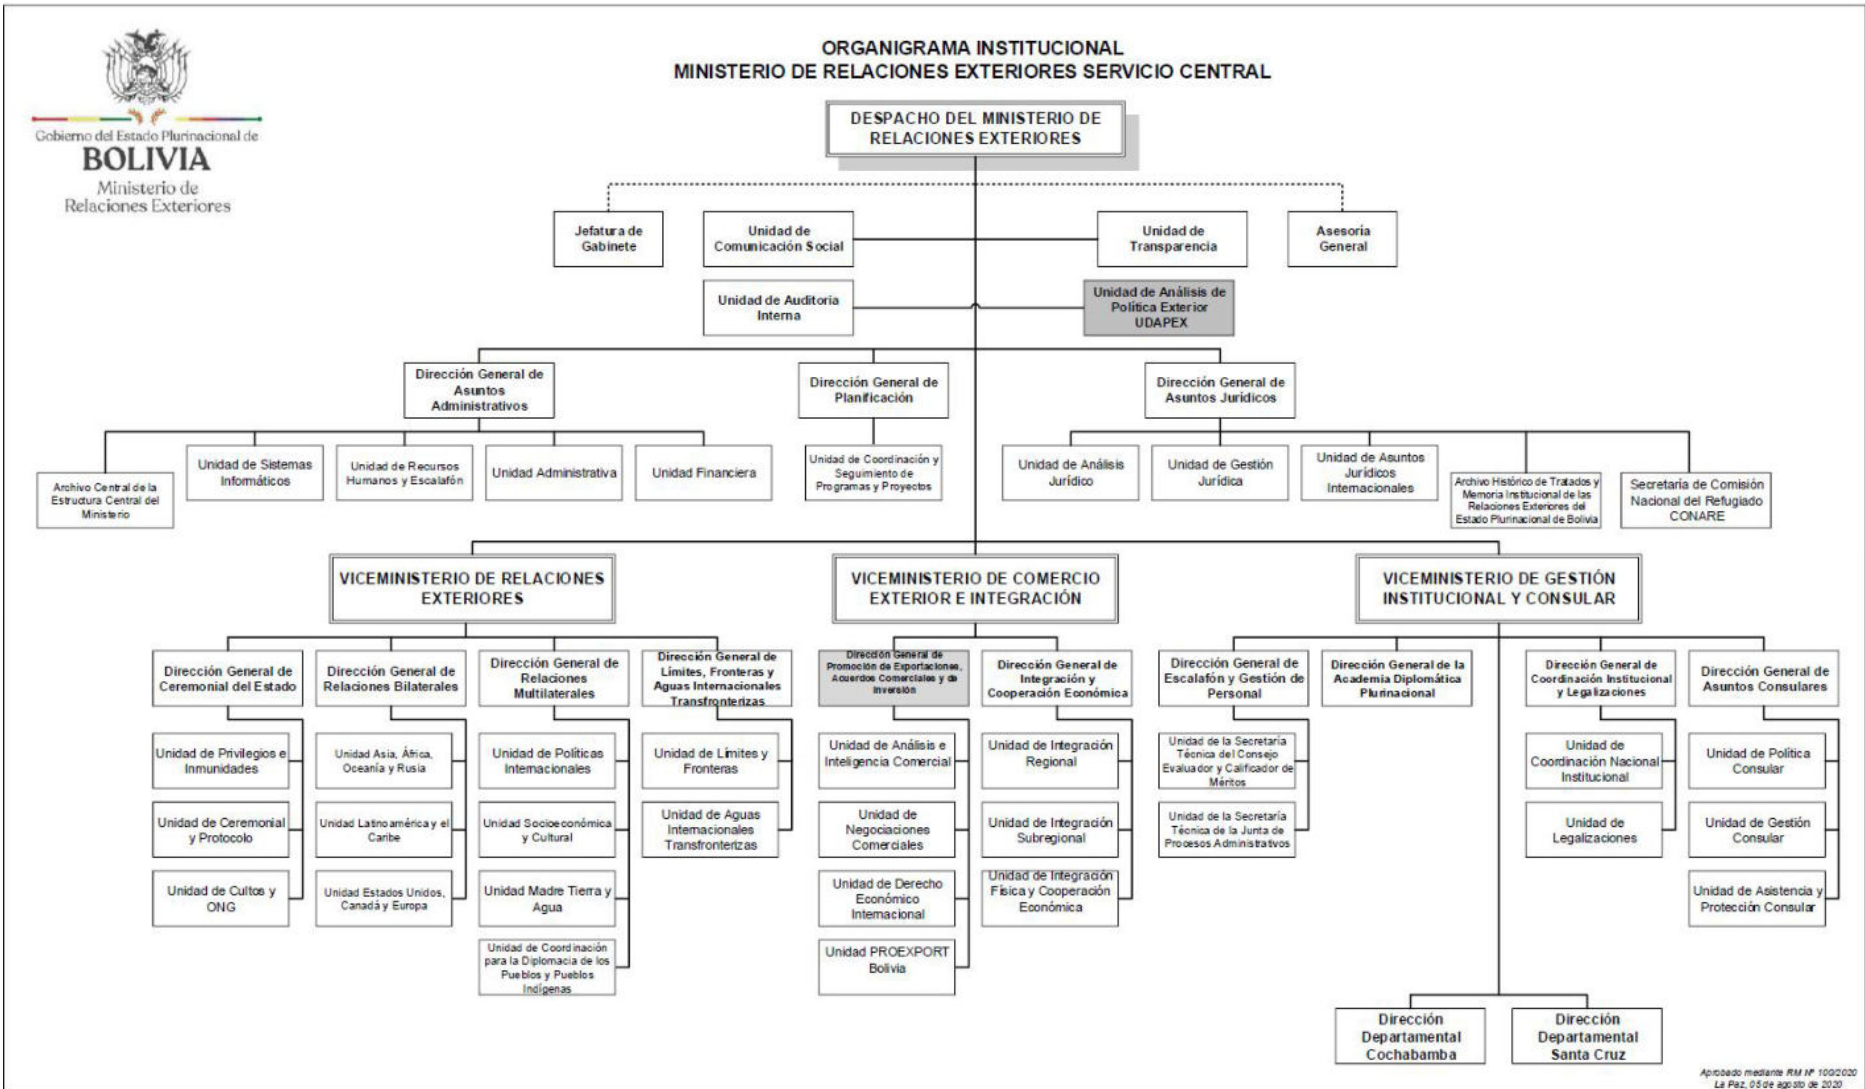 ORGANIGRAMA INSTITUCIONAL
MINISTERIO DE RELACIONES EXTERIORES SERVICIO CENTRAL
Gobierno del Estado Plurinacional de
BOLIVIA
Ministerio de
Relaciones Exteriores
DESPACHO DEL MINISTERIO DE
RELACIONES EXTERIORES
Jefatura de
Gabinete
Unidad de
Comunicación Social
Unidad de
Transparencia
Asesoría
General
Unidad de Auditoria
Interna
Unidad de Análisis de
Política Exterior
UDAPEX
Dirección General de
Asuntos
Administrativos
Dirección General de
Planificación
Dirección General de
Asuntos Jurídicos
Archivo Central de la
Estructura Central del
Ministerio
Unidad de Sistemas
Informáticos
Unidad de Recursos
Humanos y Escalafón
Unidad Administrativa
Unidad Financiera
Unidad de Coordinación y
Seguimiento de
Programas y Proyectos
Unidad de Análisis
Jurídico
Unidad de Gestión
Jurídica
Unidad de Asuntos
Jurídicos
Internacionales
Archivo Histórico de Tratados y
Memoria Institucional de las
Relaciones Exteriores del
Estado Plurinacional de Bolivia
Secretaría de Comisión
Nacional del Refugiado
CONARE
VICEMINISTERIO DE RELACIONES
EXTERIORES
VICEMINISTERIO DE COMERCIO
EXTERIOR E INTEGRACIÓN
VICEMINISTERIO DE GESTIÓN
INSTITUCIONAL Y CONSULAR
Dirección General de
Ceremonial del Estado
Dirección General de
Relaciones Bilaterales
Dirección General de
Relaciones
Multilaterales
Dirección General de
Límites, Fronteras y
Aguas Internacionales
Transfronterizas
Dirección General de
Promoción de Exportaciones,
Acuerdos Comerciales y de
Inversión
Dirección General de
Integración y
Cooperación Económica
Dirección General de
Escalafón y Gestión de
Personal
Dirección General de la
Academia Diplomática
Plurinacional
Dirección General de
Coordinación Institucional
y Legalizaciones
Dirección General de
Asuntos Consulares
Unidad de Privilegios e
Inmunidades
Unidad Asia, África,
Oceanía y Rusia
Unidad de Políticas
Internacionales
Unidad de Límites y
Fronteras
Unidad de Análisis e
Inteligencia Comercial
Unidad de Integración
Regional
Unidad de la Secretaría
Técnica del Consejo
Evaluador y Calificador de
Méritos
Unidad de
Coordinación Nacional
Institucional
Unidad de Política
Consular
Unidad de Ceremonial
y Protocolo
Unidad Latinoamérica y el
Caribe
Unidad Socioeconómica
y Cultural
Unidad de Aguas
Internacionales
Transfronterizas
Unidad de
Negociaciones
Comerciales
Unidad de Integración
Subregional
Unidad de la Secretaría
Técnica de la Junta de
Procesos Administrativos
Unidad de
Legalizaciones
Unidad de Gestión
Consular
Unidad de Cultos y
ONG
Unidad Estados Unidos,
Canadá y Europa
Unidad Madre Tierra y
Agua
Unidad de Derecho
Económico
Internacional
Unidad de Integración
Física y Cooperación
Económica
Unidad de Asistencia y
Protección Consular
Unidad de Coordinación
para la Diplomacia de los
Pueblos y Pueblos
Indígenas
Unidad PROEXPORT
Bolivia
Dirección
Departamental
Cochabamba
Dirección
Departamental
Santa Cruz
Aprobado mediante RM Nº 100/2020
La Paz, 05 de agosto de 2020